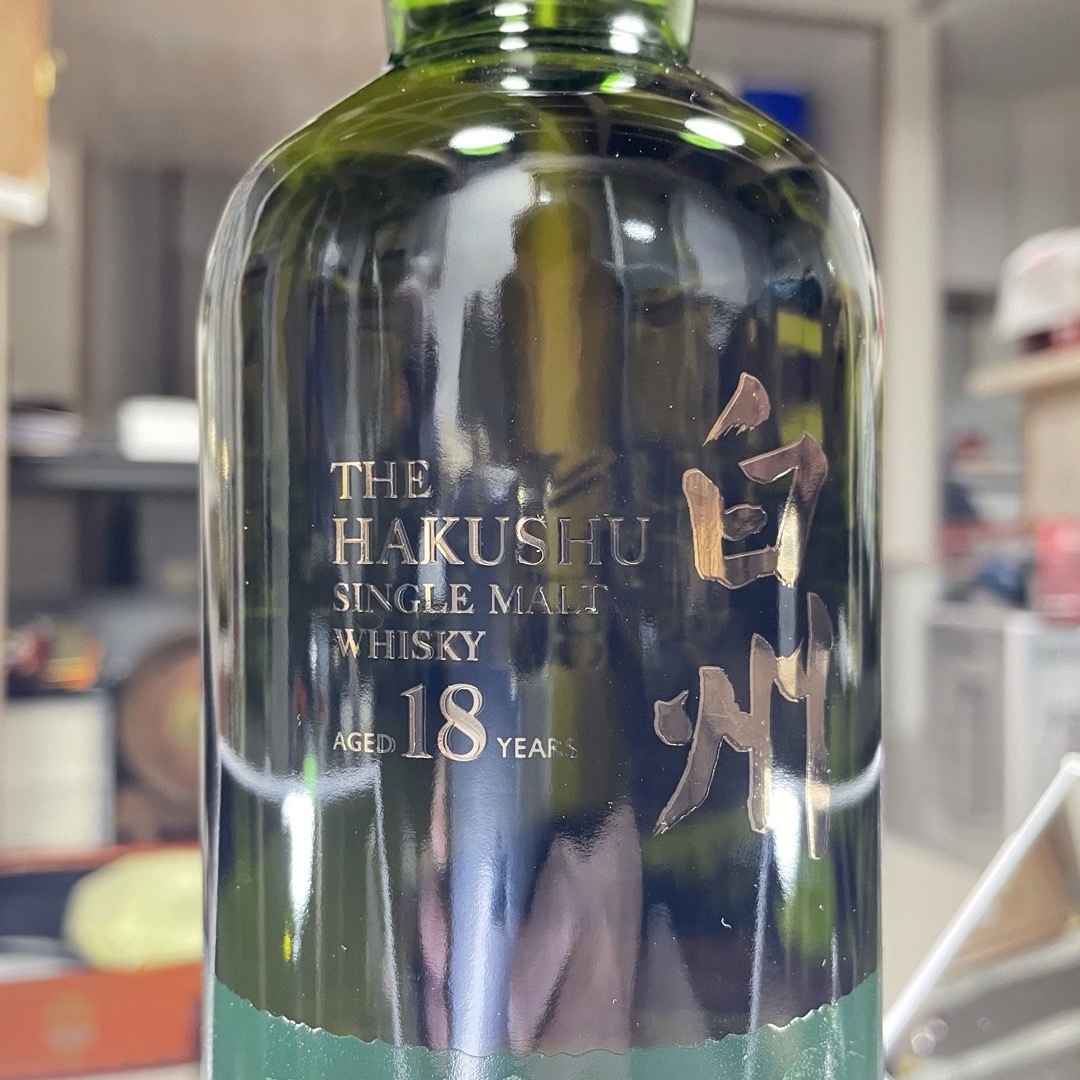 THE
HAKUSHU
SINGLE MALT
WHISKY
AGED 18 YEARS
白州